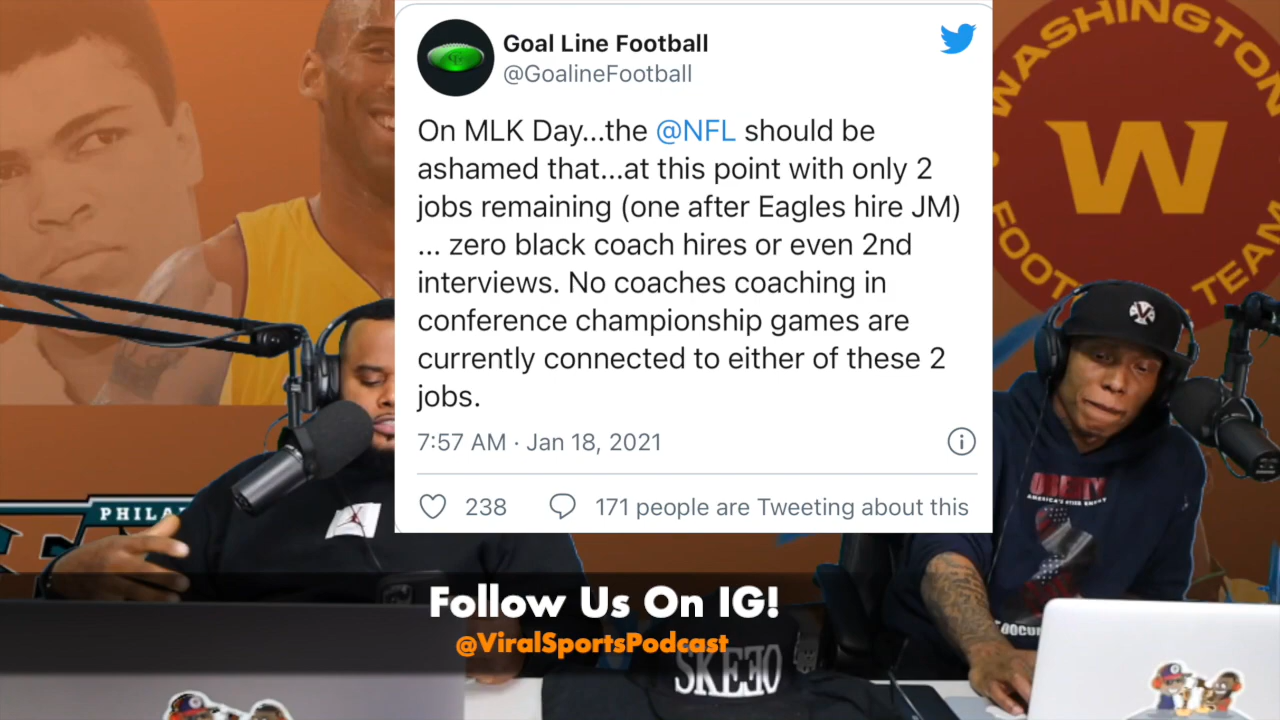 Goal Line Football
@GoalineFootball
On MLK Day...the @NFL should be
ashamed that...at this point with only 2
jobs remaining (one after Eagles hire JM)
... zero black coach hires or even 2nd
interviews. No coaches coaching in
conference championship games are
currently connected to either of these 2
jobs.
7:57 AM · Jan 18, 2021
238
171 people are Tweeting about this
WASHINGTON
W
FOOT
TEAM
PHILA
AMERICA'S
Follow Us On IG!
@ViralSportsPodcast